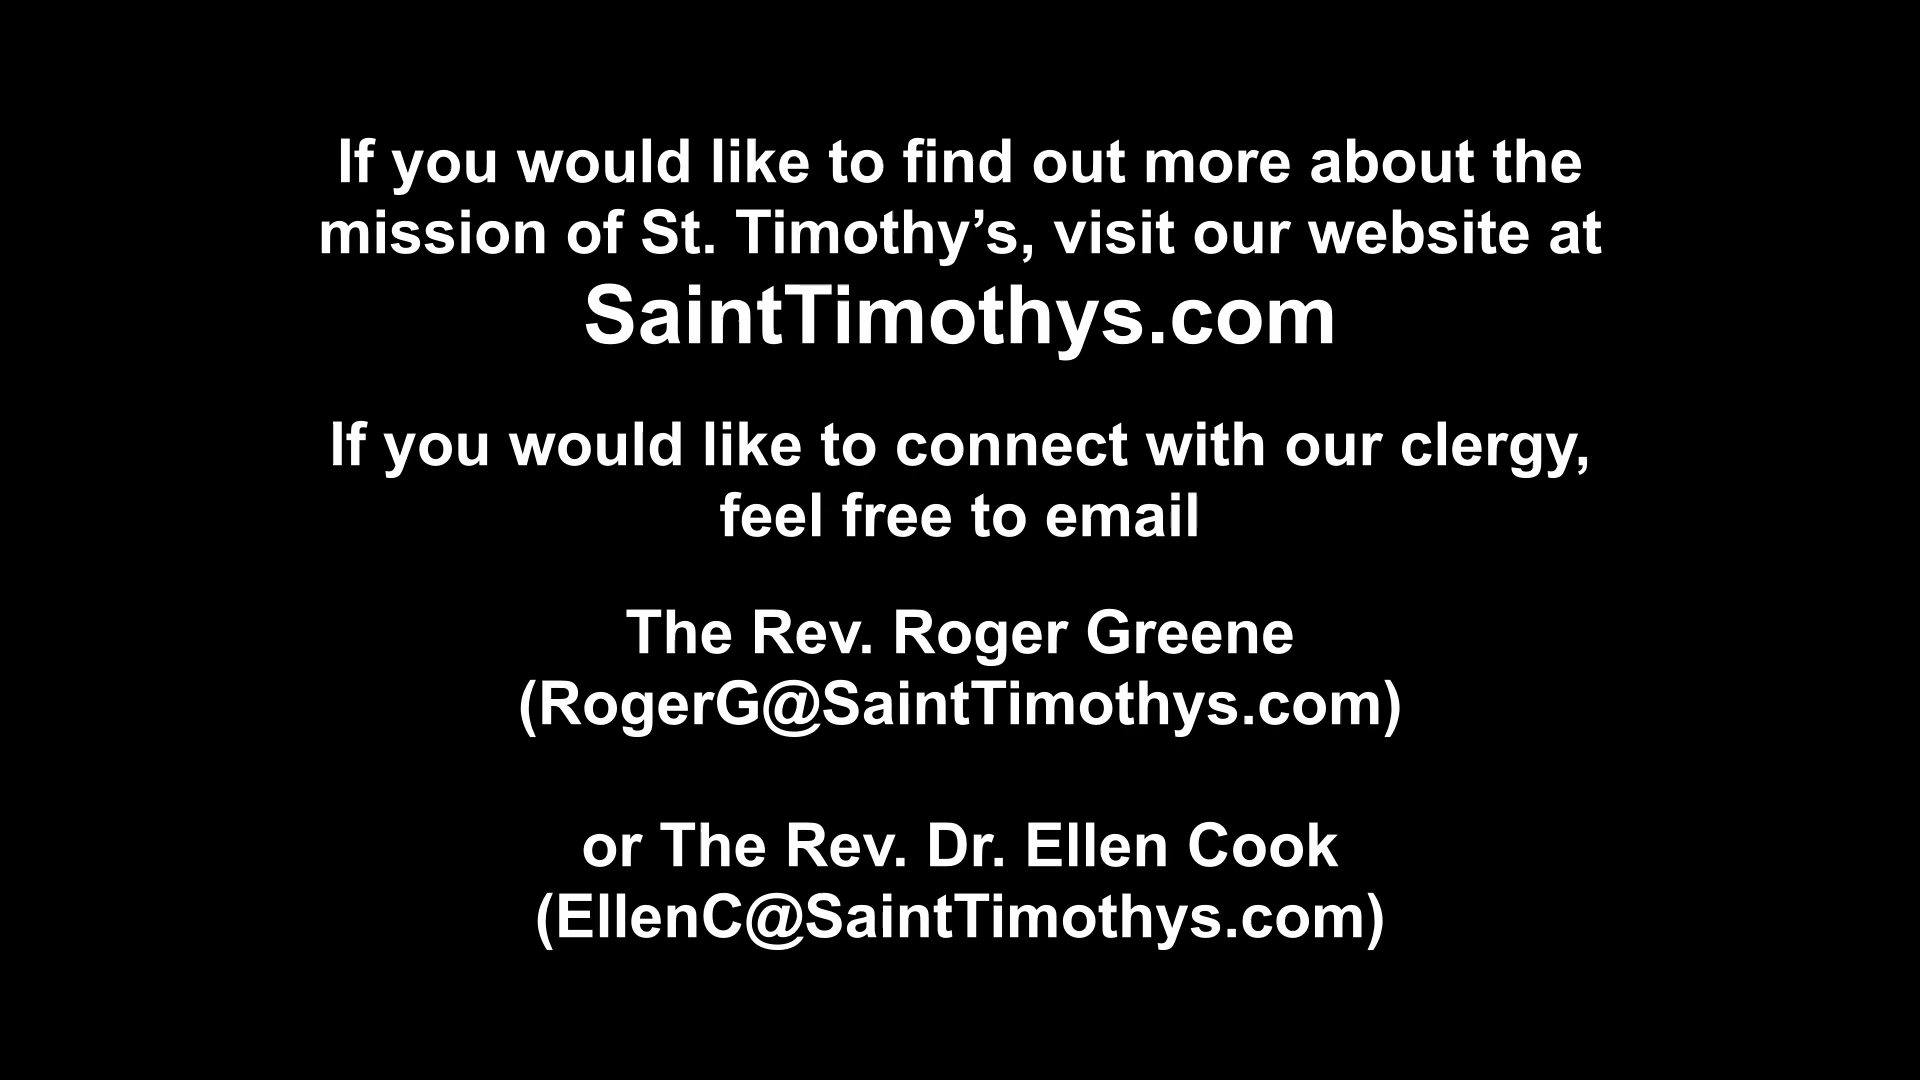 If you would like to find out more about the
mission of St. Timothy’s, visit our website at
SaintTimothys.com
If you would like to connect with our clergy,
feel free to email
The Rev. Roger Greene
(RogerG@SaintTimothys.com)
or The Rev. Dr. Ellen Cook
(EllenC@SaintTimothys.com)